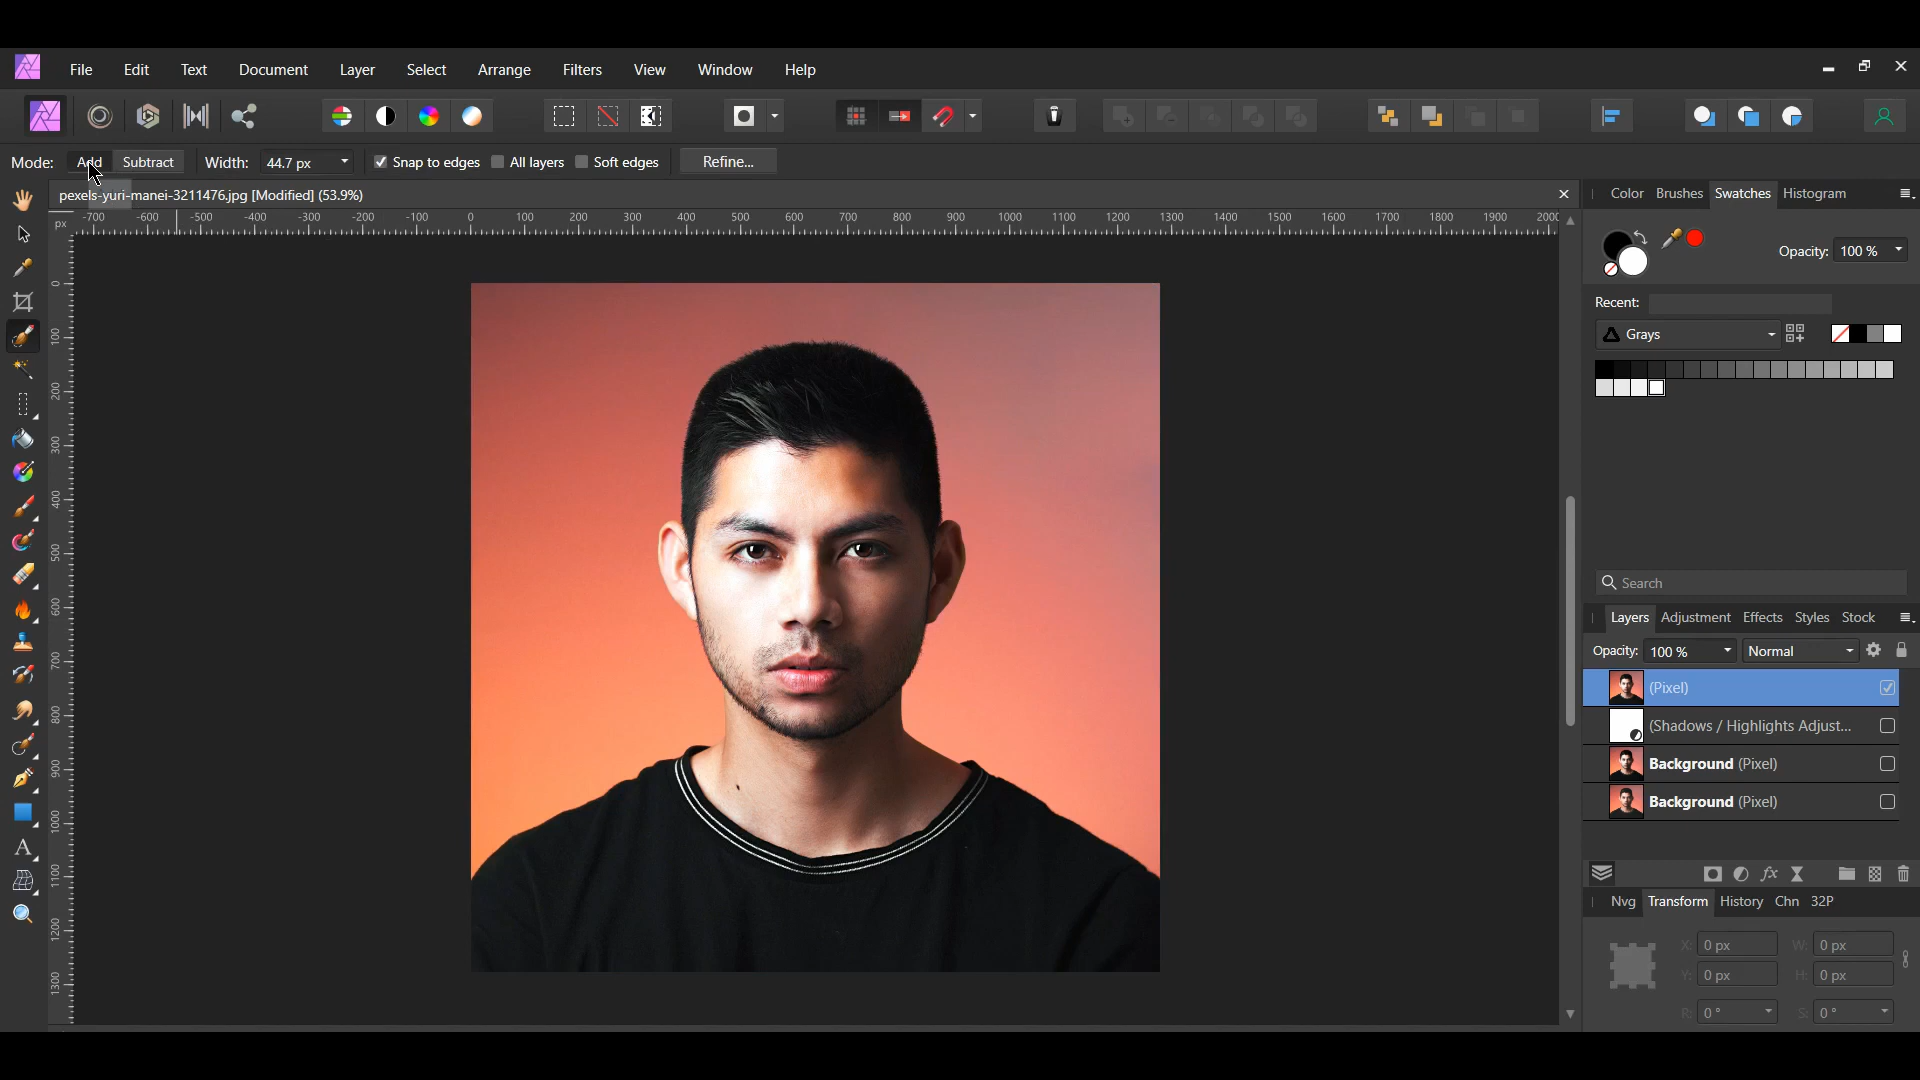 File Edit Text Document Layer Select Arrange Filters View Window Help
Mode: Add Subtract Width: 44.7 px Snap to edges All layers Soft edges Refine...
pexels-yuri-manei-3211476.jpg [Modified] (53.9%)
Color Brushes Swatches Histogram
px -700 -600 -500 -400 -300 -200 -100 0 100 200 300 400 500 600 700 800 900 1000 1100 1200 1300 1400 1500 1600 1700 1800 1900 2000
Opacity: 100 %
0
100
200
300
400
500
600
700
800
900
1000
1100
1200
1300
Recent:
Grays
Search
Layers Adjustment Effects Styles Stock
Opacity: 100 % Normal
(Pixel)
(Shadows / Highlights Adjust...
Background (Pixel)
Background (Pixel)
fx
Nvg Transform History Chn 32P
X: 0 px W: 0 px
Y: 0 px H: 0 px
R: 0 ° S: 0 °